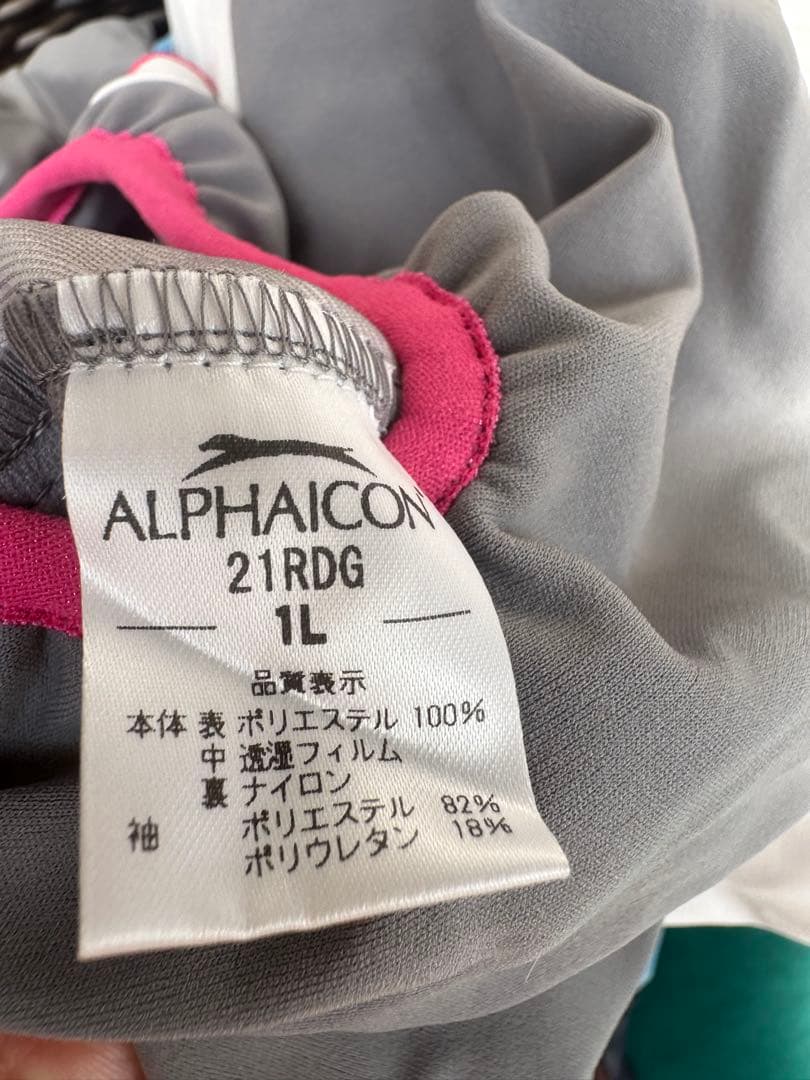 ALPHAICON
21RDG
1L
品質表示
本体 表 ポリエステル 100%
中 透湿フィルム
裏 ナイロン
袖 ポリエステル 82%
ポリウレタン 18%